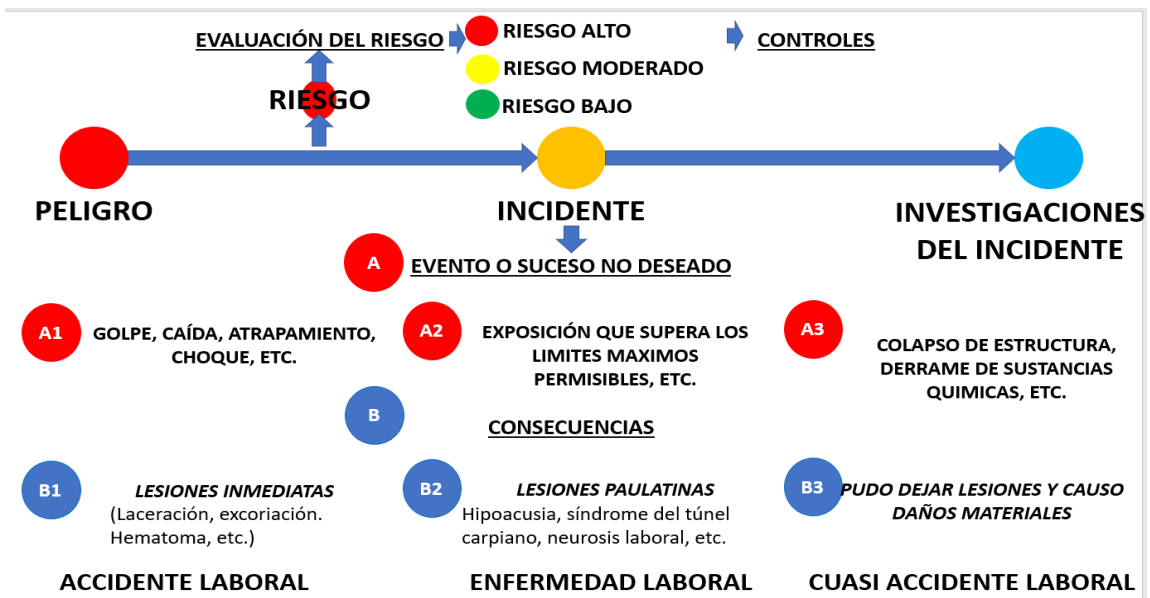 EVALUACIÓN DEL RIESGO
RIESGO ALTO
RIESGO MODERADO
RIESGO BAJO
CONTROLES
RIESGO
PELIGRO
INCIDENTE
INVESTIGACIONES
DEL INCIDENTE
A
EVENTO O SUCESO NO DESEADO
A1
GOLPE, CAÍDA, ATRAPAMIENTO,
CHOQUE, ETC.
A2
EXPOSICIÓN QUE SUPERA LOS
LIMITES MAXIMOS
PERMISIBLES, ETC.
A3
COLAPSO DE ESTRUCTURA,
DERRAME DE SUSTANCIAS
QUIMICAS, ETC.
B
CONSECUENCIAS
B1
LESIONES INMEDIATAS
(Laceración, excoriación.
Hematoma, etc.)
B2
LESIONES PAULATINAS
Hipoacusia, síndrome del túnel
carpiano, neurosis laboral, etc.
B3
PUDO DEJAR LESIONES Y CAUSO
DAÑOS MATERIALES
ACCIDENTE LABORAL
ENFERMEDAD LABORAL
CUASI ACCIDENTE LABORAL